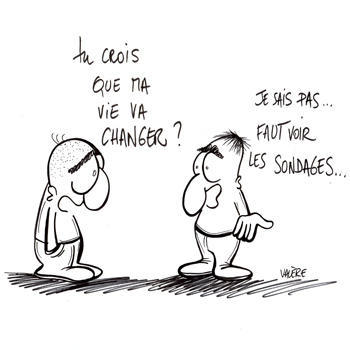 tu CROIS
QUE MA
VIE VA
CHANGER ?
JE SAIS PAS...
FAUT VOIR
LES SONDAGES...
VALÈRE